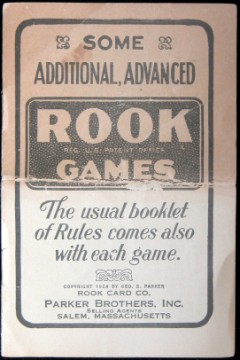 SOME
ADDITIONAL, ADVANCED
ROOK
REG. U.S. PATENT OFFICE
GAMES
The usual booklet
of Rules comes also
with each game.
COPYRIGHT 1924 BY GEO. S. PARKER
ROOK CARD CO.
PARKER BROTHERS, INC.
SELLING AGENTS
SALEM, MASSACHUSETTS